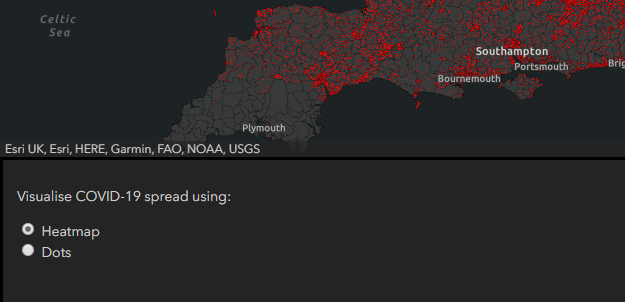 Celtic
Sea
Southampton
Portsmouth
Bournemouth
Brig
Plymouth
Esri UK, Esri, HERE, Garmin, FAO, NOAA, USGS
Visualise COVID-19 spread using:
Heatmap
Dots